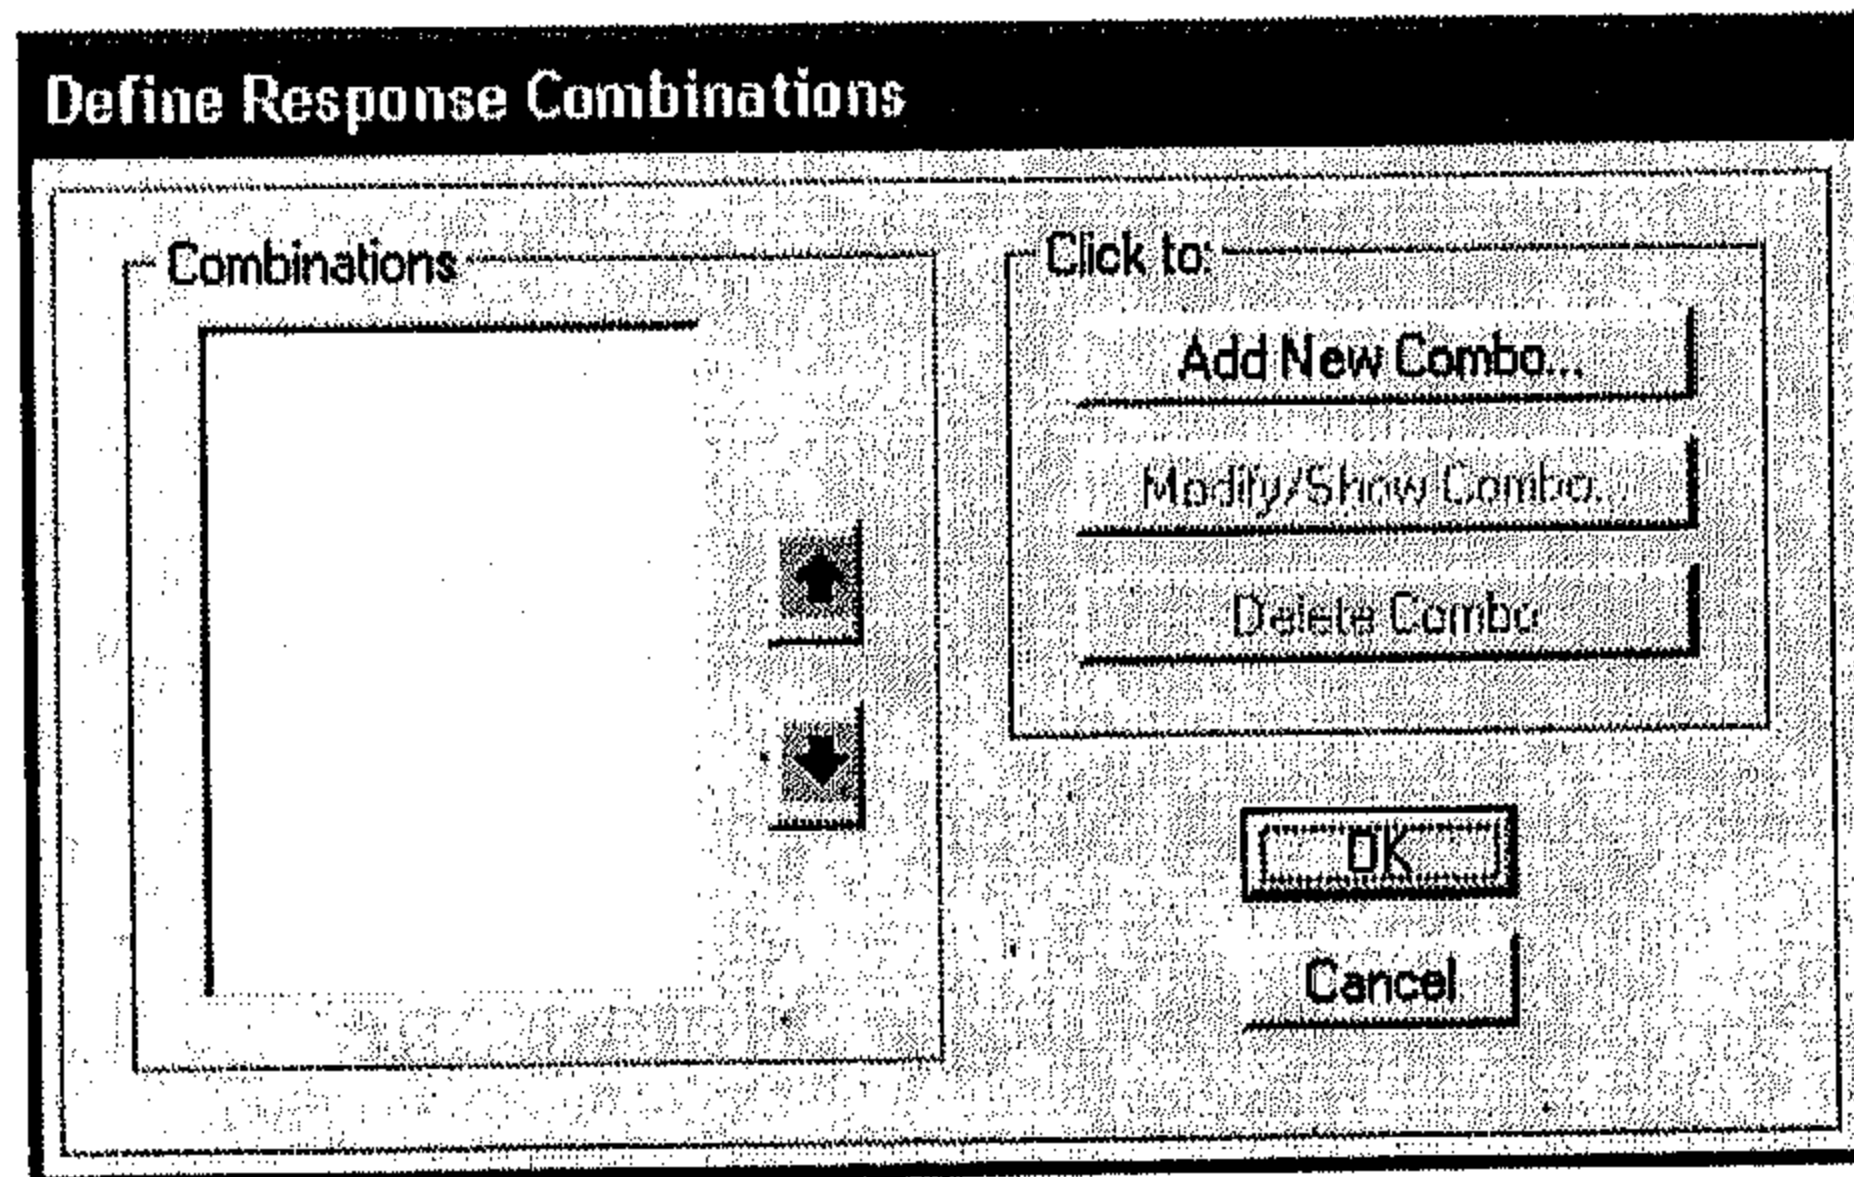 Define Response Combinations
Combinations
Click to:
Add New Combo...
Modify/Show Combo..
Delete Combo
OK
Cancel